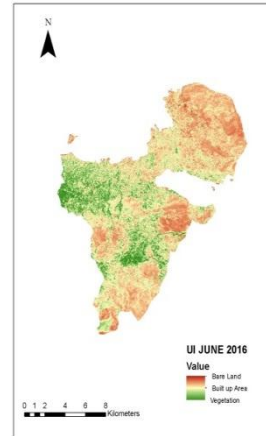 N
UI JUNE 2016
Value
Bare Land
Built up Area
Vegetation
0 1 2 4 6 8
Kilometers